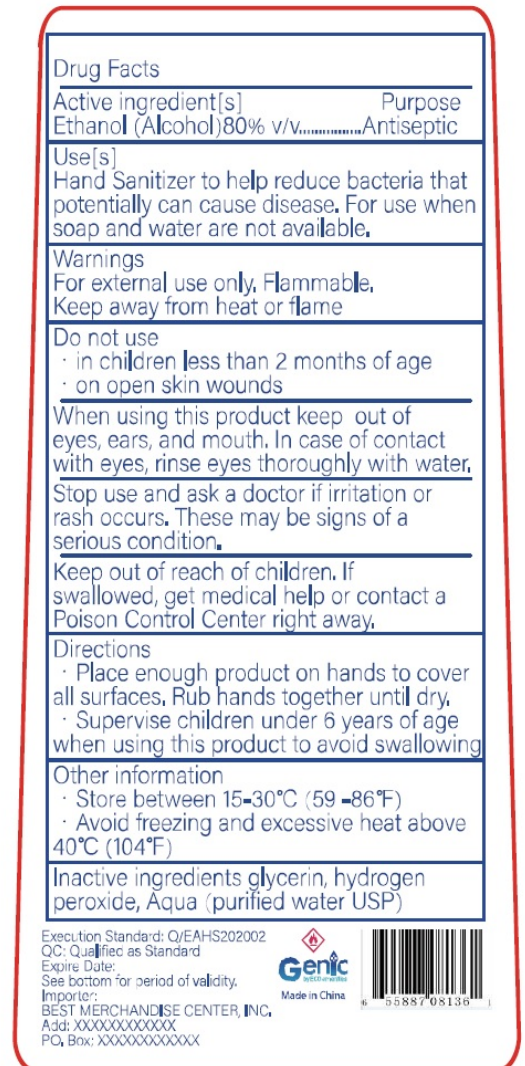 Drug Facts
Active ingredient[s] Purpose
Ethanol (Alcohol)80% v/v...............Antiseptic
Use[s]
Hand Sanitizer to help reduce bacteria that
potentially can cause disease. For use when
soap and water are not available.
Warnings
For external use only. Flammable.
Keep away from heat or flame
Do not use
· in children less than 2 months of age
· on open skin wounds
When using this product keep out of
eyes, ears, and mouth. In case of contact
with eyes, rinse eyes thoroughly with water.
Stop use and ask a doctor if irritation or
rash occurs. These may be signs of a
serious condition.
Keep out of reach of children. If
swallowed, get medical help or contact a
Poison Control Center right away.
Directions
· Place enough product on hands to cover
all surfaces. Rub hands together until dry.
· Supervise children under 6 years of age
when using this product to avoid swallowing
Other information
· Store between 15-30°C (59 -86°F)
· Avoid freezing and excessive heat above
40°C (104°F)
Inactive ingredients glycerin, hydrogen
peroxide, Aqua (purified water USP)
Execution Standard: Q/EAHS202002
QC: Qualified as Standard
Expire Date:
See bottom for period of validity.
Importer:
BEST MERCHANDISE CENTER, INC.
Add: XXXXXXXXXXXX
PO. Box: XXXXXXXXXXXX
Genic
by ECO amenities
Made in China
6 55887 08136 1